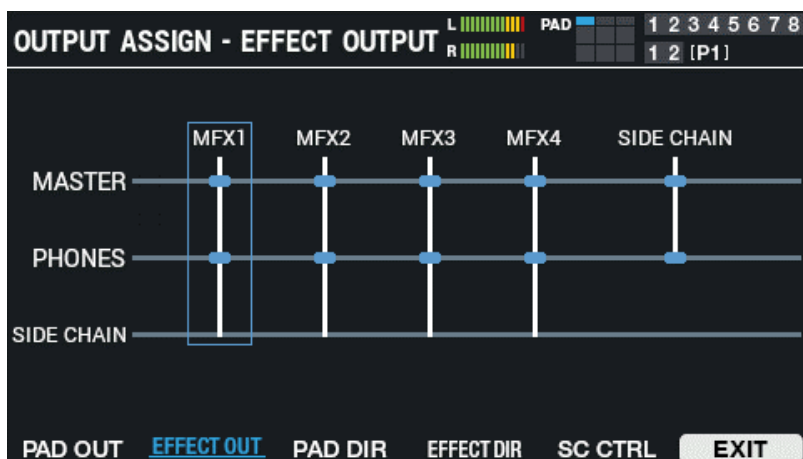 OUTPUT ASSIGN - EFFECT OUTPUT L R PAD 1 2 3 4 5 6 7 8
1 2 [P1]
MFX1 MFX2 MFX3 MFX4 SIDE CHAIN
MASTER
PHONES
SIDE CHAIN
PAD OUT EFFECT OUT PAD DIR EFFECT DIR SC CTRL EXIT